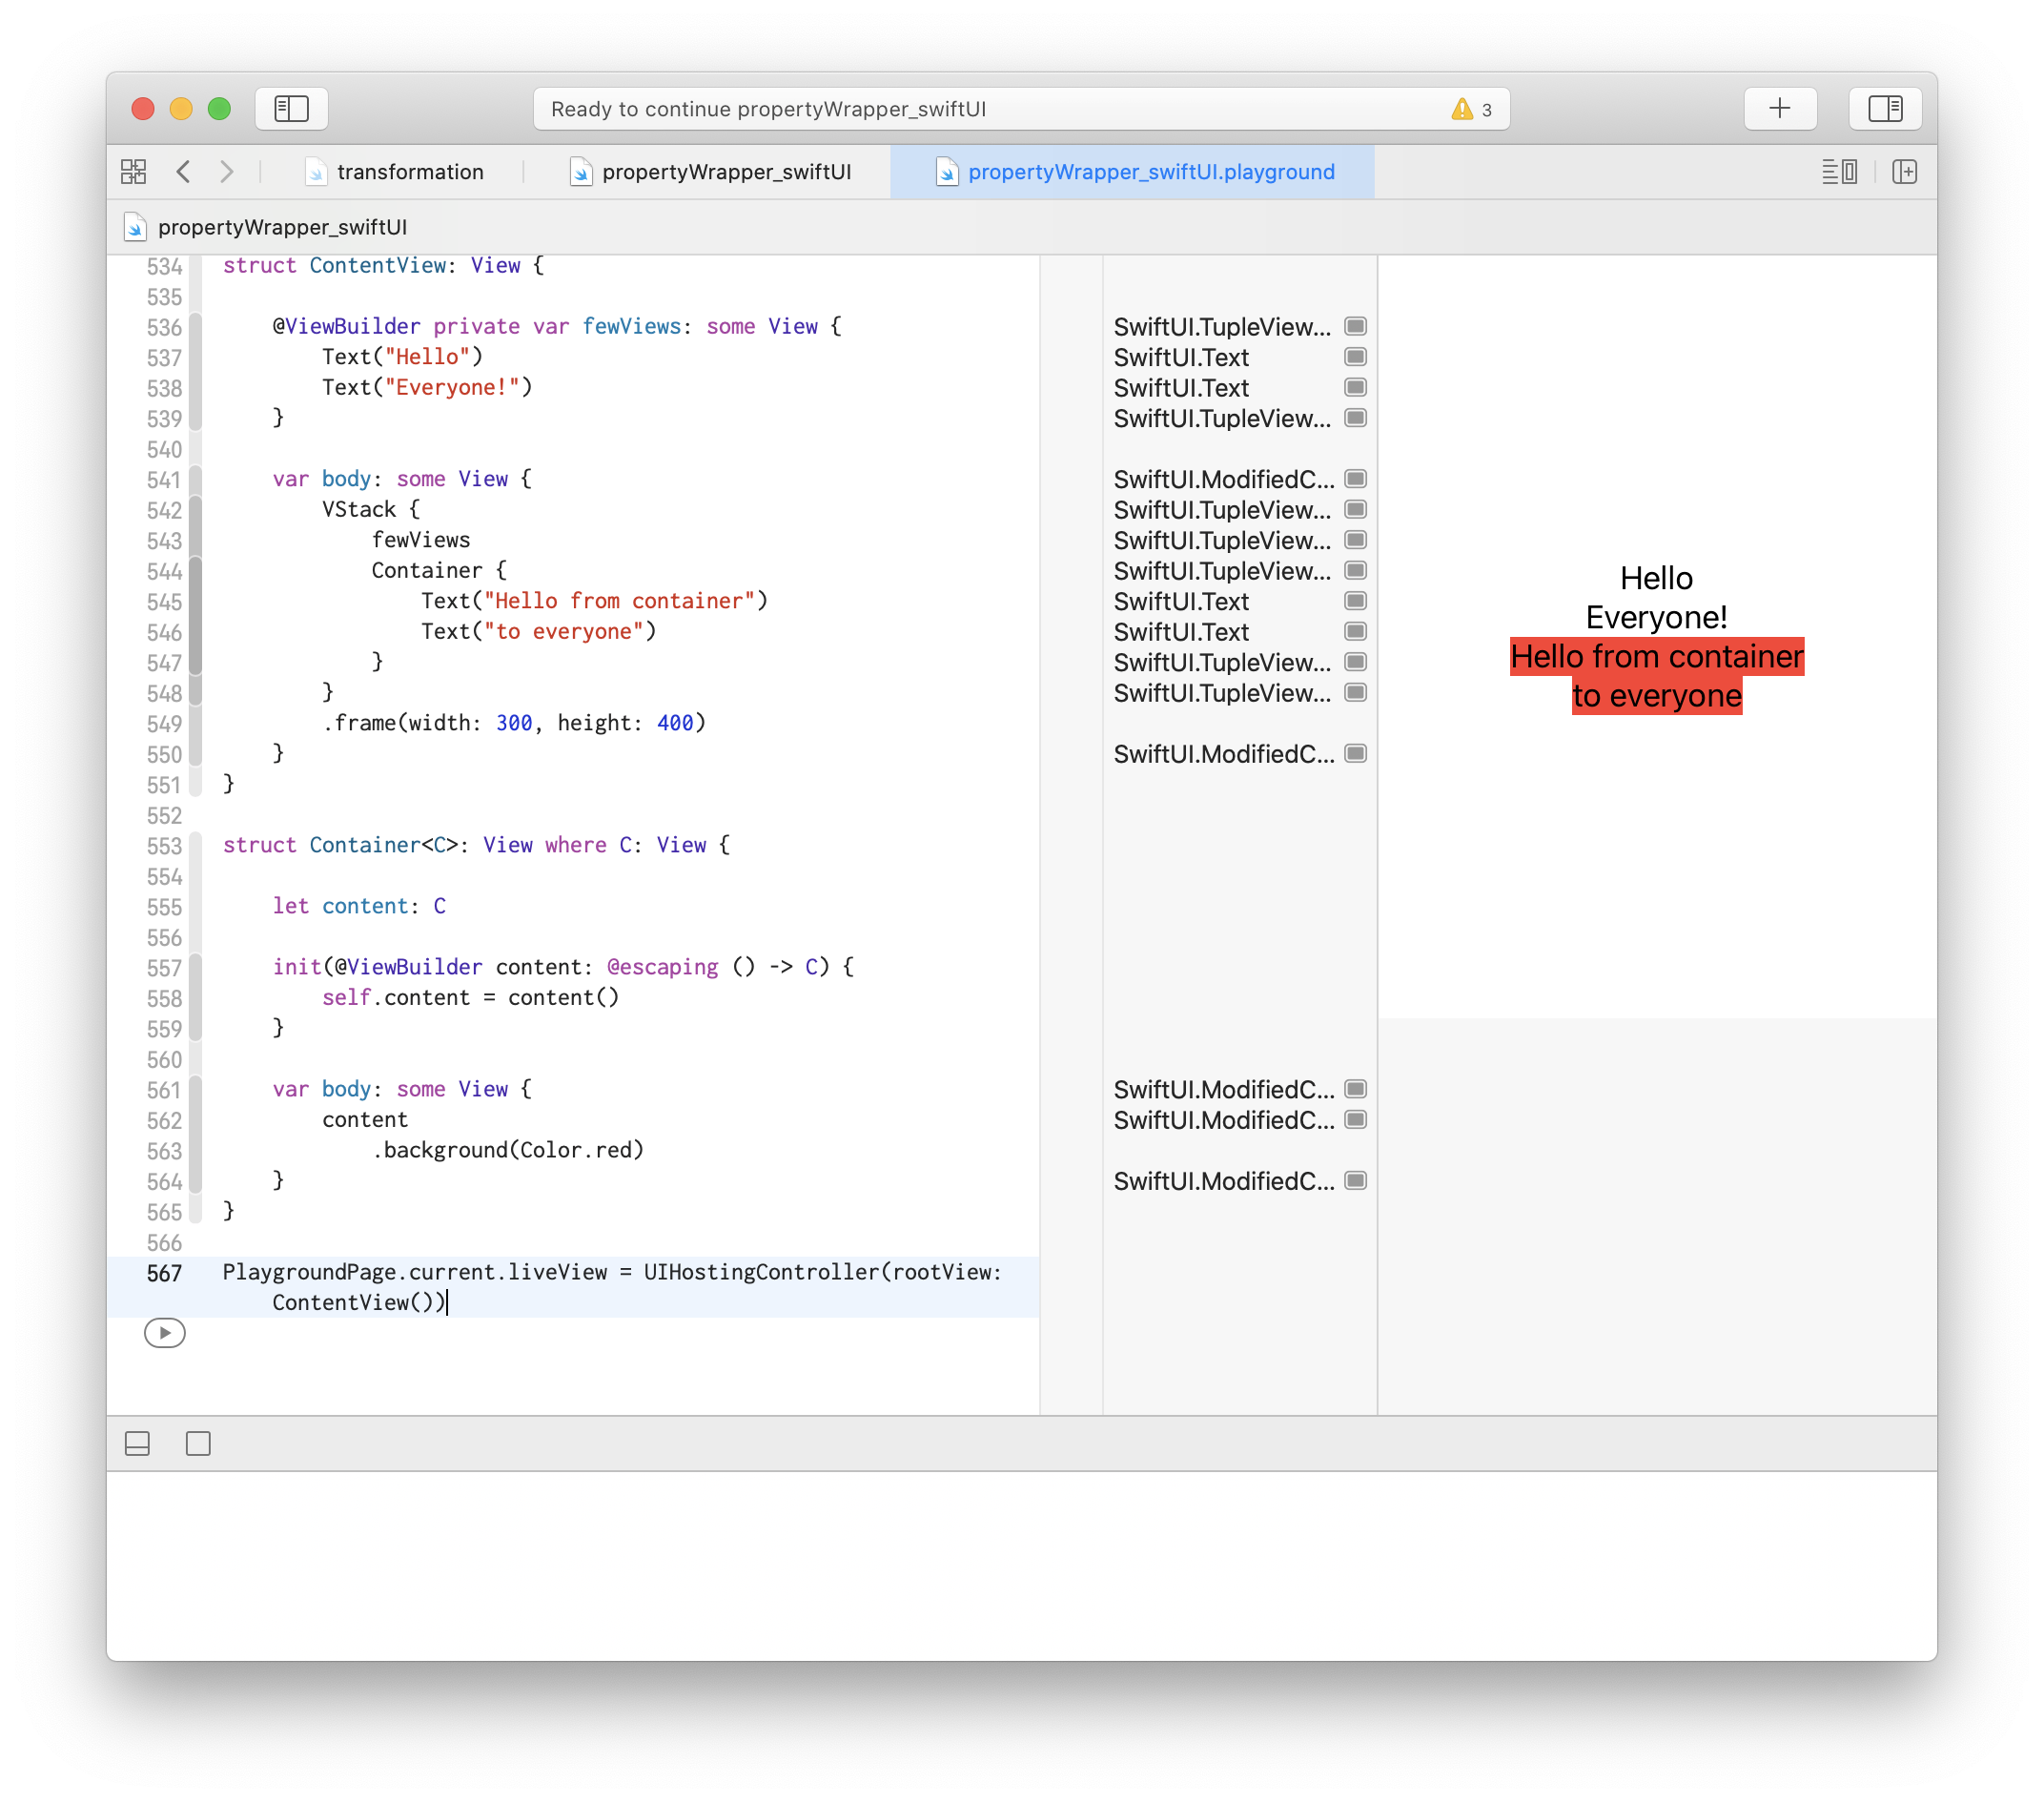 Ready to continue propertyWrapper_swiftUI 3
transformation propertyWrapper_swiftUI propertyWrapper_swiftUI.playground
propertyWrapper_swiftUI
534 struct ContentView: View {
535
536 @ViewBuilder private var fewViews: some View {
537 Text("Hello")
538 Text("Everyone!")
539 }
540
541 var body: some View {
542 VStack {
543 fewViews
544 Container {
545 Text("Hello from container")
546 Text("to everyone")
547 }
548 }
549 .frame(width: 300, height: 400)
550 }
551 }
552
553 struct Container<C>: View where C: View {
554
555 let content: C
556
557 init(@ViewBuilder content: @escaping () -> C) {
558 self.content = content()
559 }
560
561 var body: some View {
562 content
563 .background(Color.red)
564 }
565 }
566
567 PlaygroundPage.current.liveView = UIHostingController(rootView:
ContentView())
SwiftUI.TupleView...
SwiftUI.Text
SwiftUI.Text
SwiftUI.TupleView...
SwiftUI.ModifiedC...
SwiftUI.TupleView...
SwiftUI.TupleView...
SwiftUI.TupleView...
SwiftUI.Text
SwiftUI.Text
SwiftUI.TupleView...
SwiftUI.TupleView...
SwiftUI.ModifiedC...
SwiftUI.ModifiedC...
SwiftUI.ModifiedC...
SwiftUI.ModifiedC...
Hello
Everyone!
Hello from container
to everyone